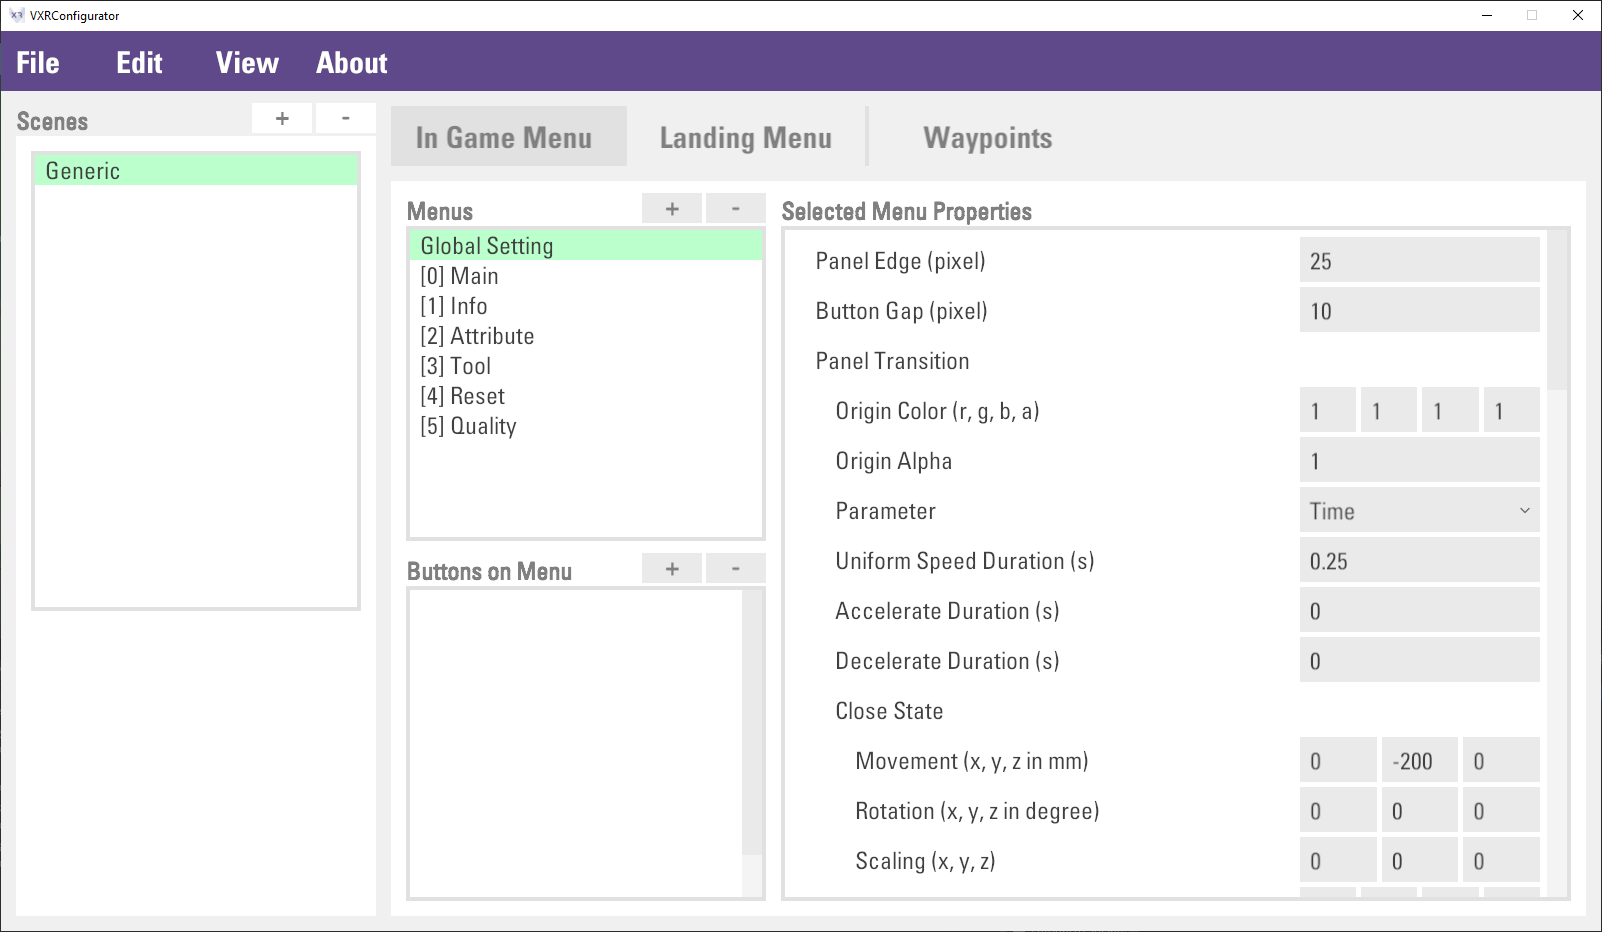 VXRConfigurator
File Edit View About
Scenes + -
Generic
In Game Menu Landing Menu Waypoints
Menus + -
Global Setting
[0] Main
[1] Info
[2] Attribute
[3] Tool
[4] Reset
[5] Quality
Buttons on Menu + -
Selected Menu Properties
Panel Edge (pixel) 25
Button Gap (pixel) 10
Panel Transition
Origin Color (r, g, b, a) 1 1 1 1
Origin Alpha 1
Parameter Time
Uniform Speed Duration (s) 0.25
Accelerate Duration (s) 0
Decelerate Duration (s) 0
Close State
Movement (x, y, z in mm) 0 -200 0
Rotation (x, y, z in degree) 0 0 0
Scaling (x, y, z) 0 0 0